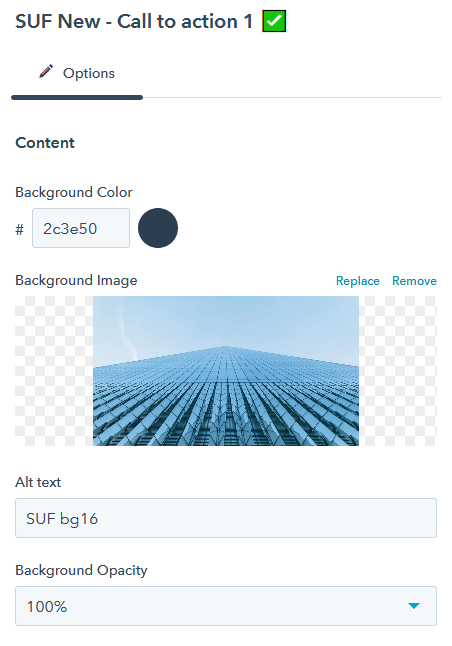 SUF New - Call to action 1 ✅
Options
Content
Background Color
# 2c3e50
Background Image Replace Remove
Alt text
SUF bg16
Background Opacity
100%